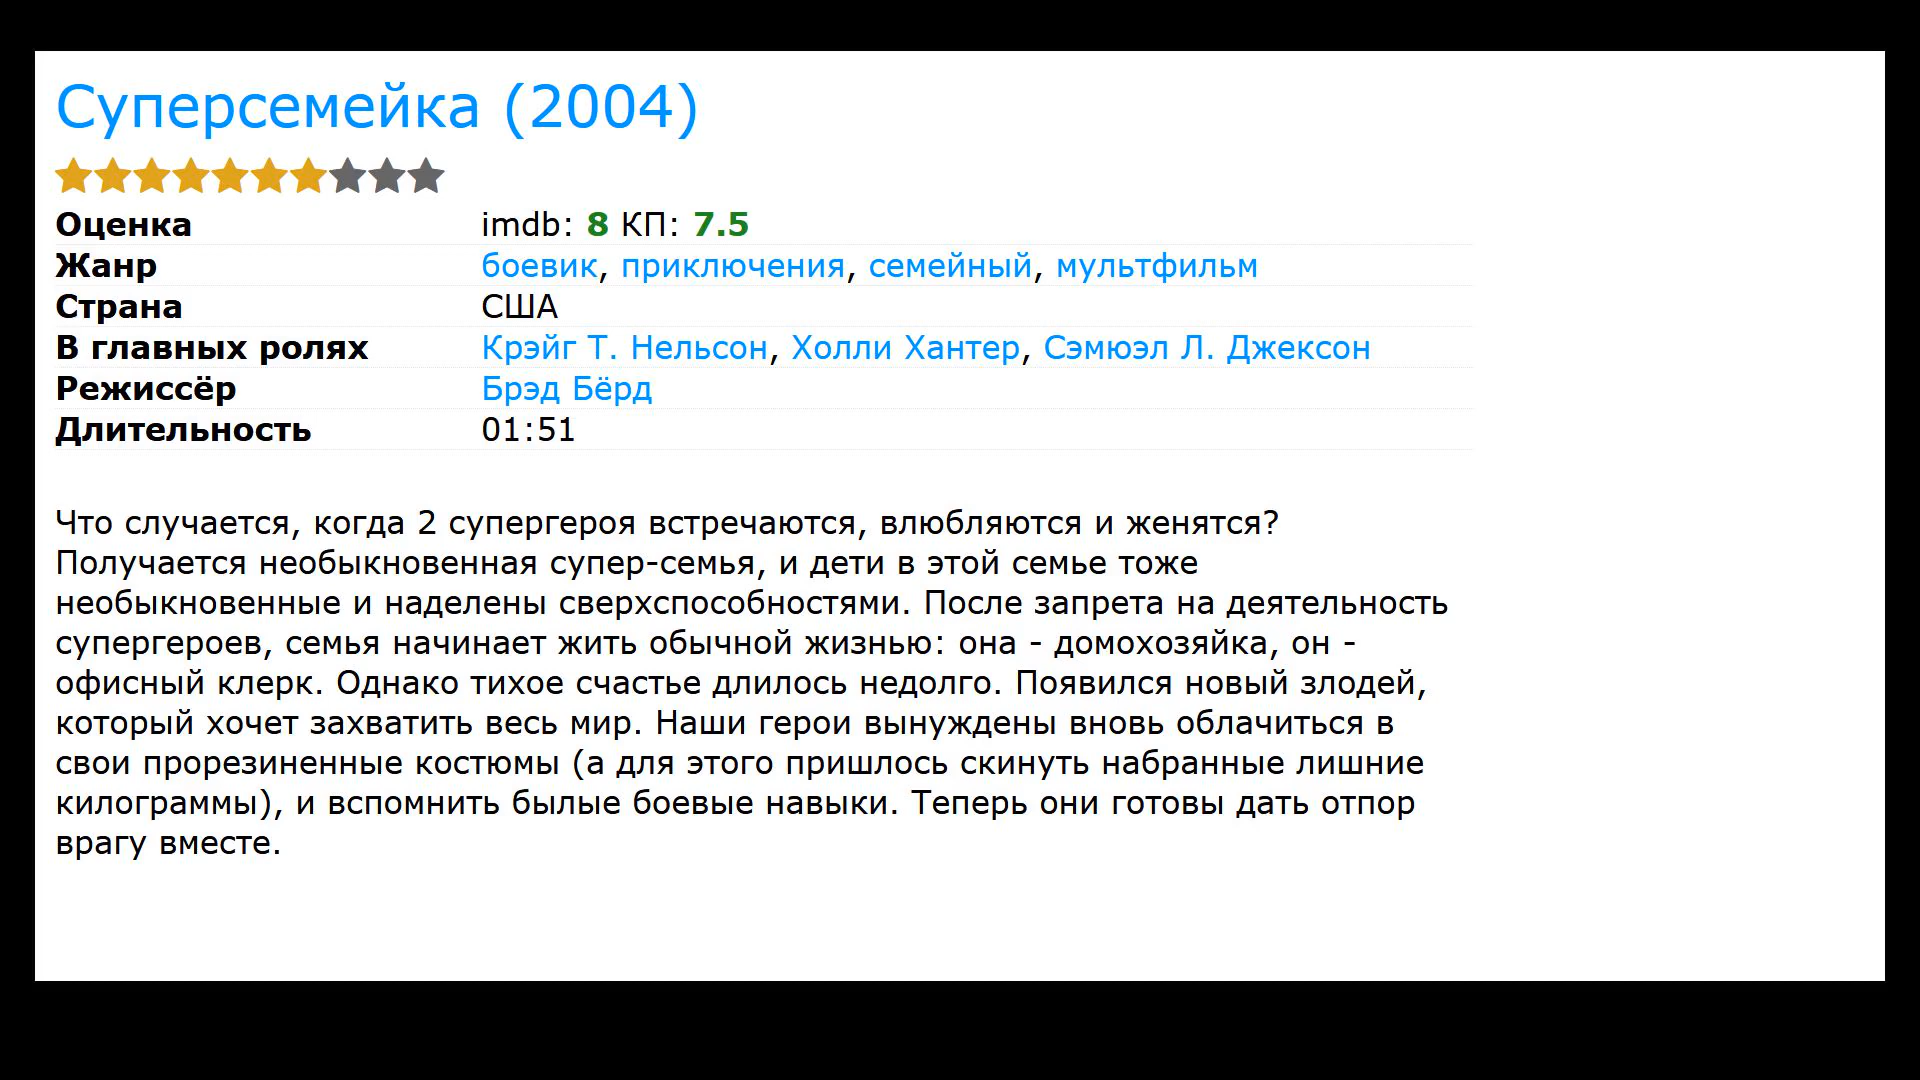 Суперсемейка (2004)
Оценка imdb: 8 КП: 7.5
Жанр боевик, приключения, семейный, мультфильм
Страна США
В главных ролях Крэйг Т. Нельсон, Холли Хантер, Сэмюэл Л. Джексон
Режиссёр Брэд Бёрд
Длительность 01:51
Что случается, когда 2 супергероя встречаются, влюбляются и женятся?
Получается необыкновенная супер-семья, и дети в этой семье тоже
необыкновенные и наделены сверхспособностями. После запрета на деятельность
супергероев, семья начинает жить обычной жизнью: она - домохозяйка, он -
офисный клерк. Однако тихое счастье длилось недолго. Появился новый злодей,
который хочет захватить весь мир. Наши герои вынуждены вновь облачиться в
свои прорезиненные костюмы (а для этого пришлось скинуть набранные лишние
килограммы), и вспомнить былые боевые навыки. Теперь они готовы дать отпор
врагу вместе.